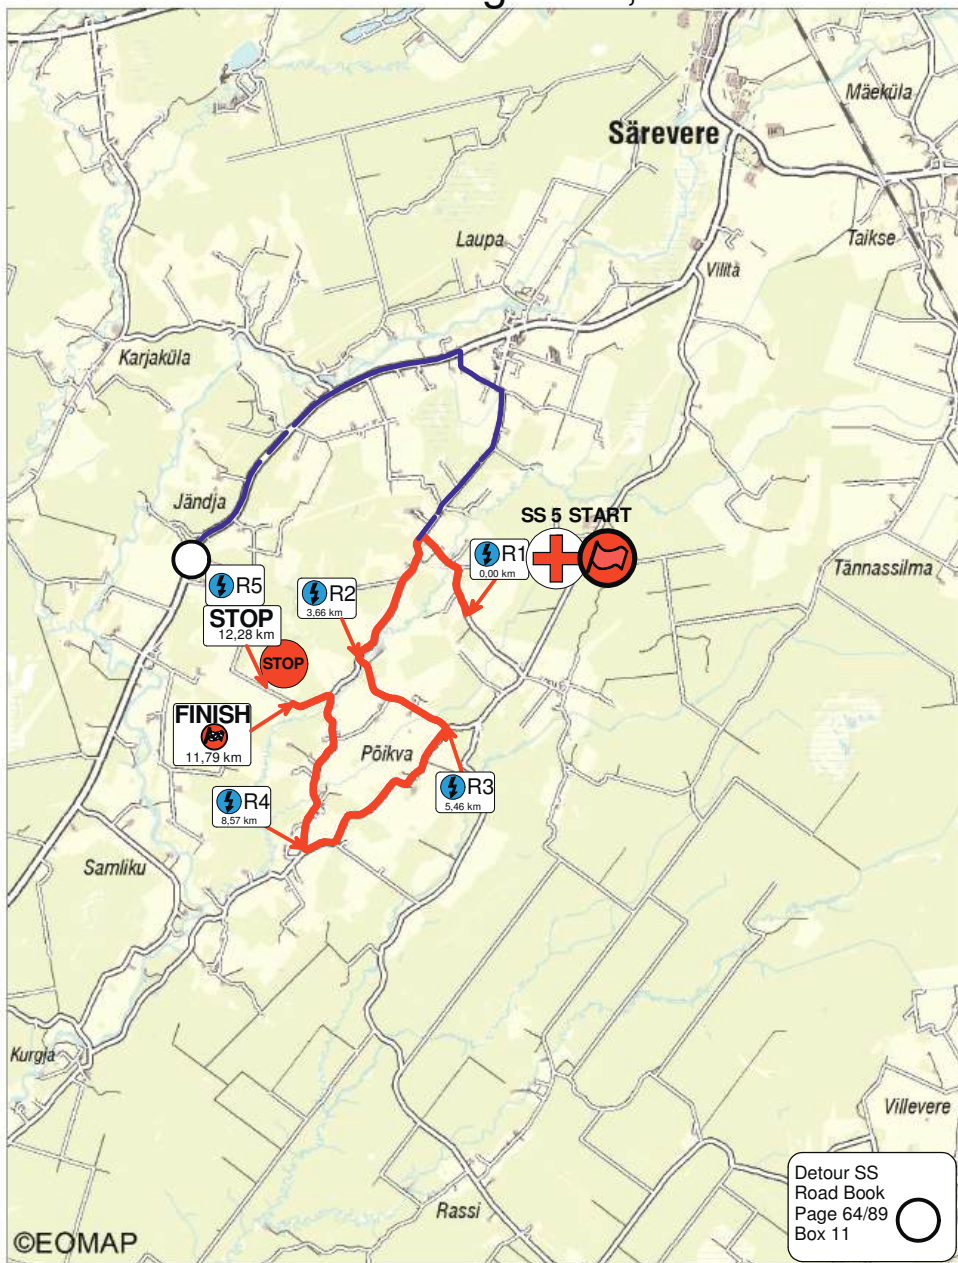 Mäeküla
Särevere
Laupa
Taikse
Vilita
Karjaküla
Jändja
SS 5 START
R1
0,00 km
Tännassilma
R5
R2
3,66 km
STOP
12,28 km
STOP
FINISH
11,79 km
Põikva
R3
5,46 km
R4
8,57 km
Samliku
Kurgja
Villevere
Rassi
Detour SS
Road Book
Page 64/89
Box 11
©EOMAP